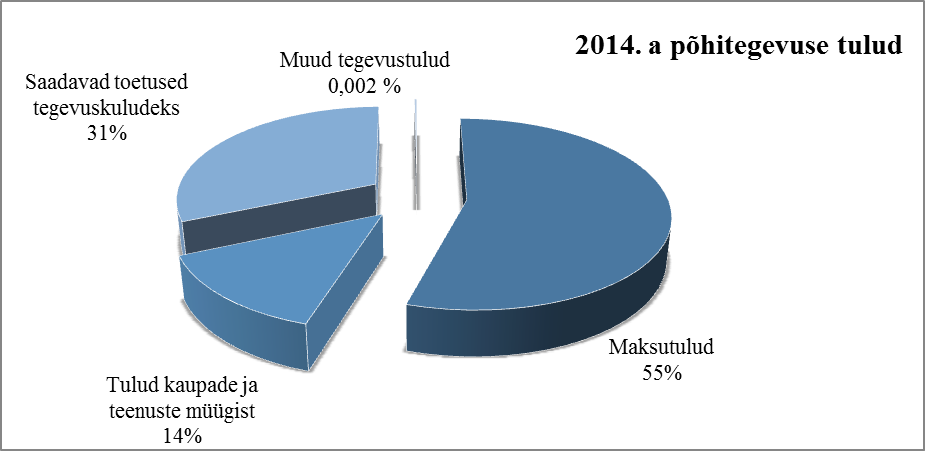 2014. a põhitegevuse tulud
Muud tegevustulud
0,002 %
Saadavad toetused
tegevuskuludeks
31%
Maksutulud
55%
Tulud kaupade ja
teenuste müügist
14%